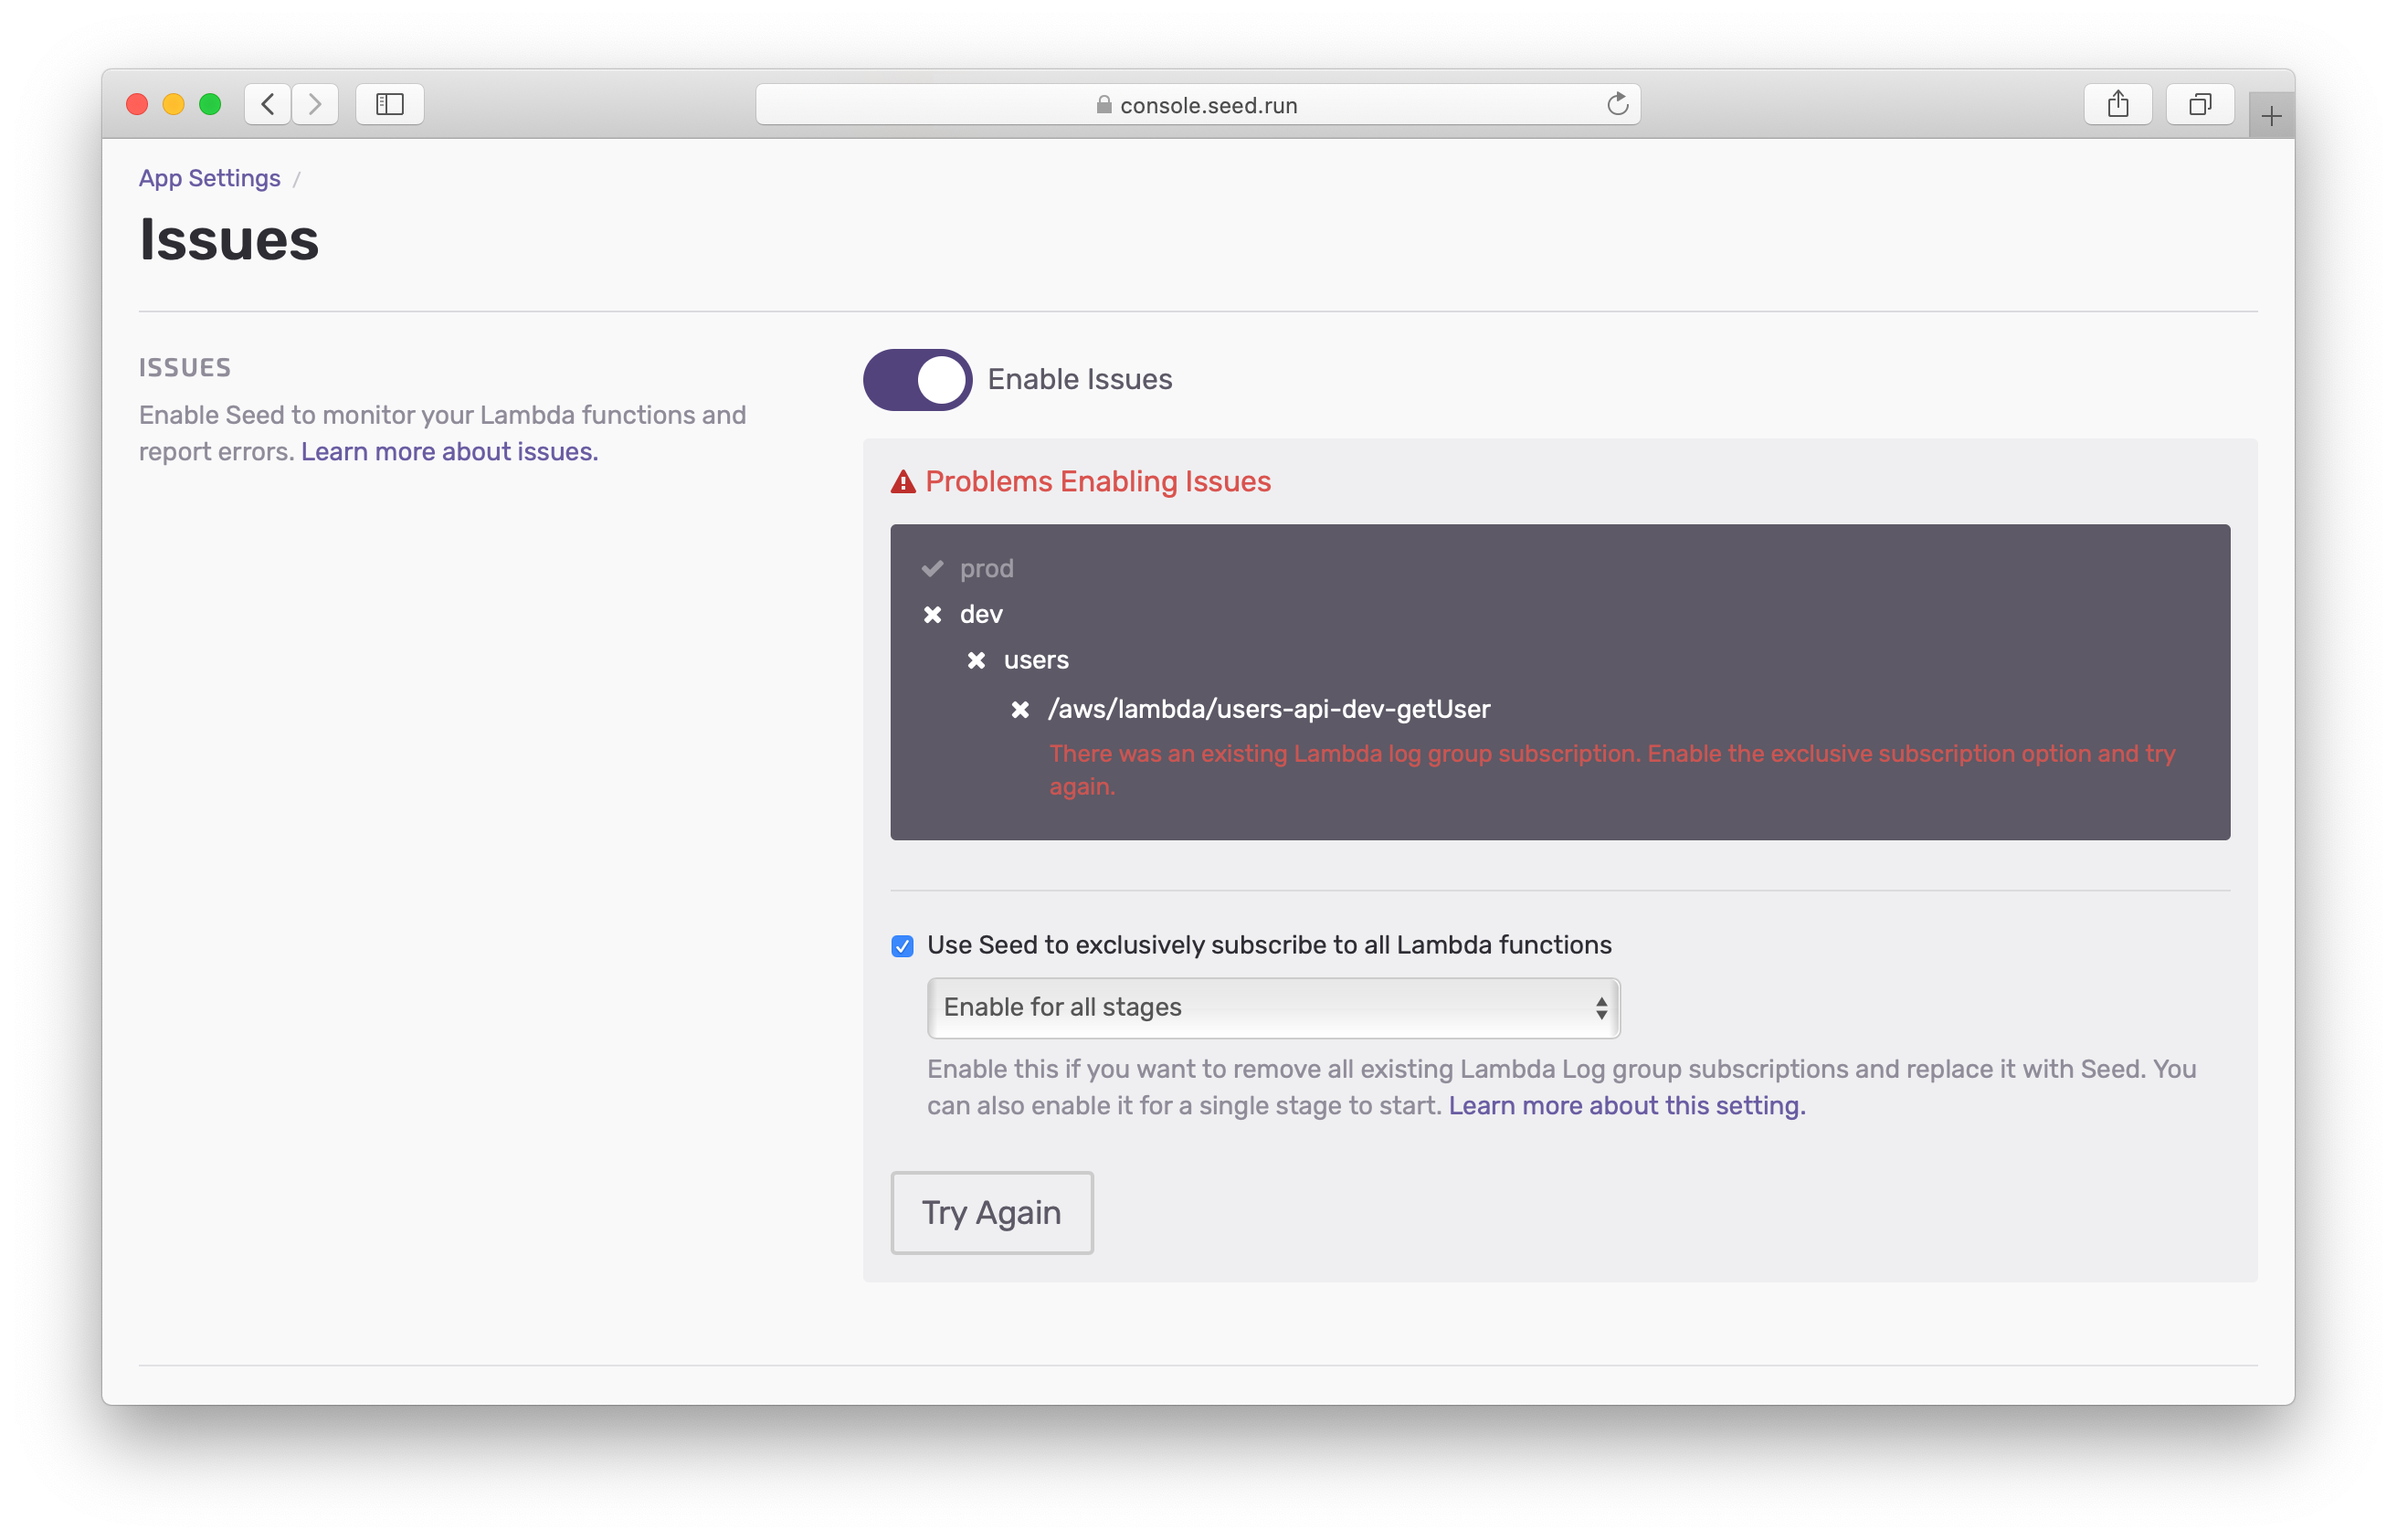 console.seed.run
App Settings /
Issues
ISSUES
Enable Seed to monitor your Lambda functions and
report errors. Learn more about issues.
Enable Issues
Problems Enabling Issues
prod
dev
users
/aws/lambda/users-api-dev-getUser
There was an existing Lambda log group subscription. Enable the exclusive subscription option and try
again.
Use Seed to exclusively subscribe to all Lambda functions
Enable for all stages
Enable this if you want to remove all existing Lambda Log group subscriptions and replace it with Seed. You
can also enable it for a single stage to start. Learn more about this setting.
Try Again